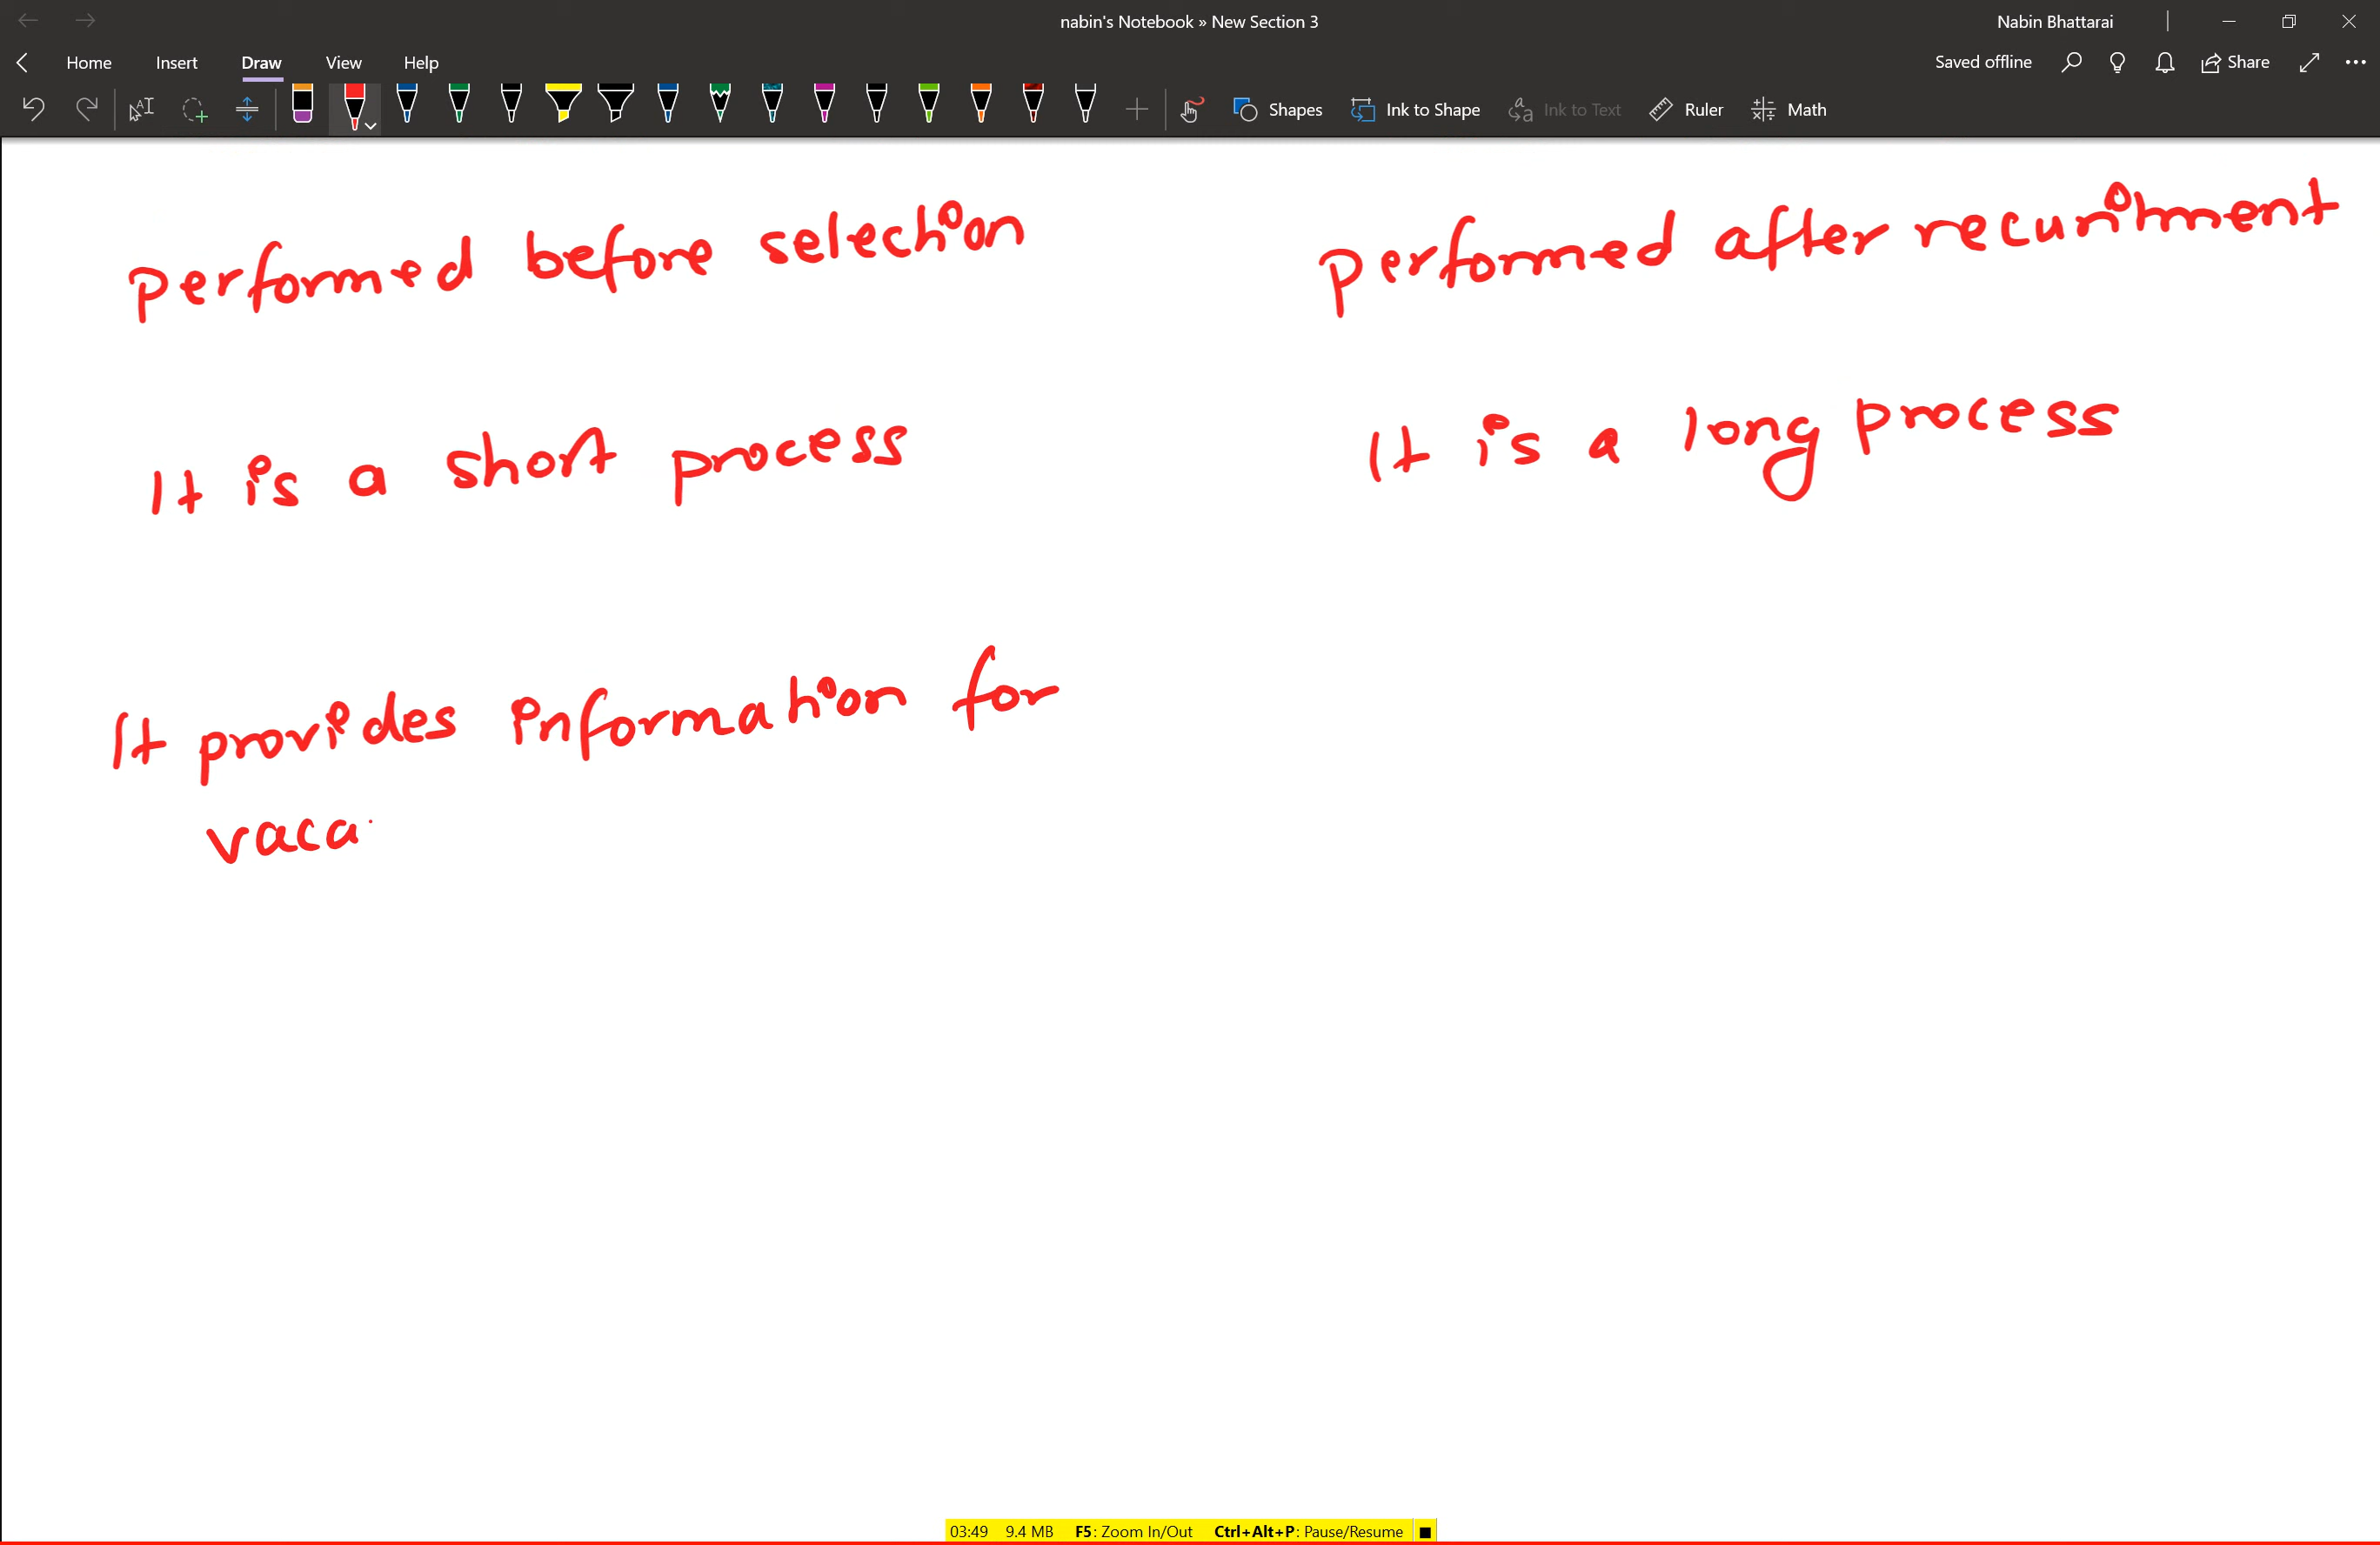 nabin's Notebook » New Section 3
Nabin Bhattarai
Home Insert Draw View Help
Saved offline
Share
Shapes Ink to Shape Ink to Text Ruler Math
performed before selection
performed after recuritment
It is a short process
It is a long process
It provides information for
vaca
03:49 9.4 MB F5: Zoom In/Out Ctrl+Alt+P: Pause/Resume